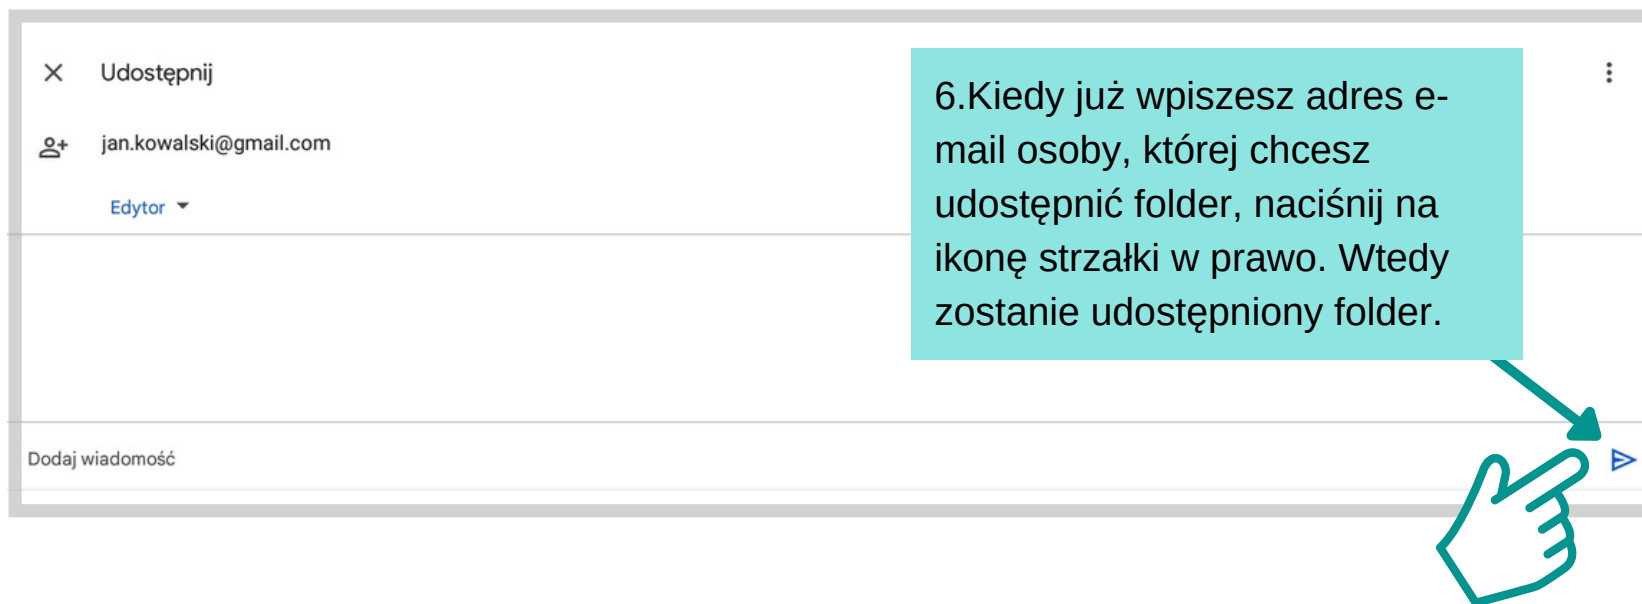 Udostępnij
jan.kowalski@gmail.com
Edytor
6.Kiedy już wpiszesz adres e-
mail osoby, której chcesz
udostępnić folder, naciśnij na
ikonę strzałki w prawo. Wtedy
zostanie udostępniony folder.
Dodaj wiadomość